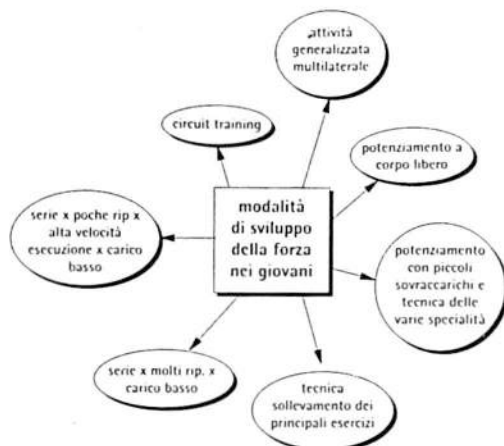 attività
generalizzata
multilaterale
circuit training
potenziamento a
corpo libero
modalità
di sviluppo
della forza
nei giovani
serie x poche rip x
alta velocità
esecuzione x carico
basso
potenziamento
con piccoli
sovraccarichi e
tecnica delle
varie specialità
serie x molti rip. x
carico basso
tecnica
sollevamento dei
principali esercizi